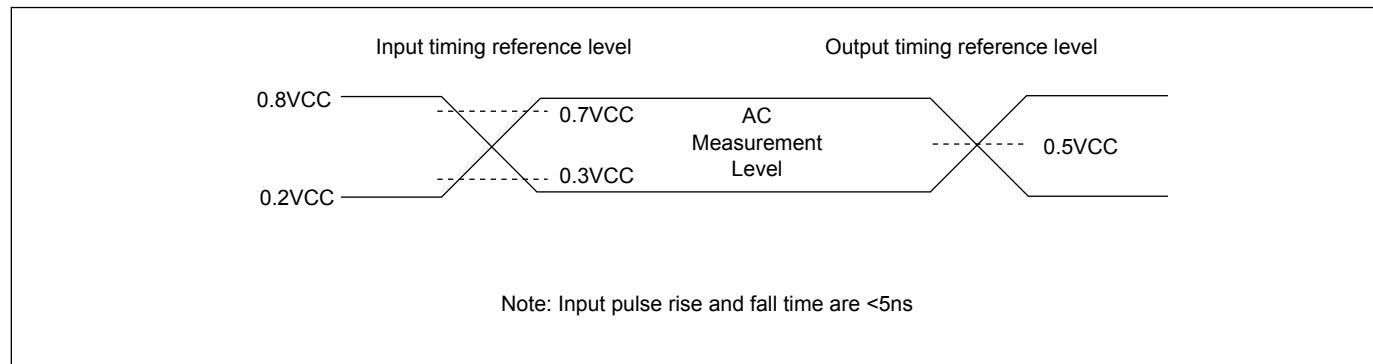 Input timing reference level
Output timing reference level
0.8VCC
0.7VCC
AC
Measurement
Level
0.5VCC
0.3VCC
0.2VCC
Note: Input pulse rise and fall time are <5ns